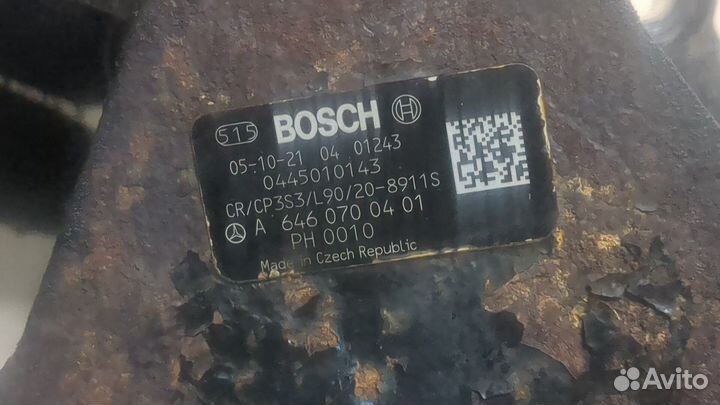 515 BOSCH
05-10-21 04 01243
0445010143
CR/CP3S3/L90/20-8911S
A 646 070 04 01
PH 0010
Made in Czech Republic
Avito